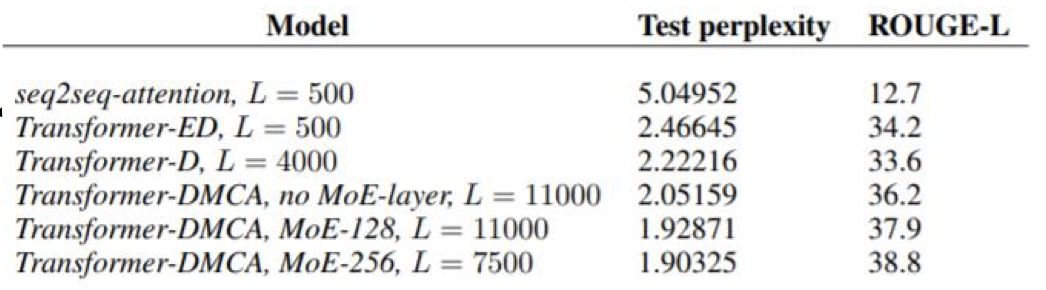 Model Test perplexity ROUGE-L
seq2seq-attention, L = 500 5.04952 12.7
Transformer-ED, L = 500 2.46645 34.2
Transformer-D, L = 4000 2.22216 33.6
Transformer-DMCA, no MoE-layer, L = 11000 2.05159 36.2
Transformer-DMCA, MoE-128, L = 11000 1.92871 37.9
Transformer-DMCA, MoE-256, L = 7500 1.90325 38.8